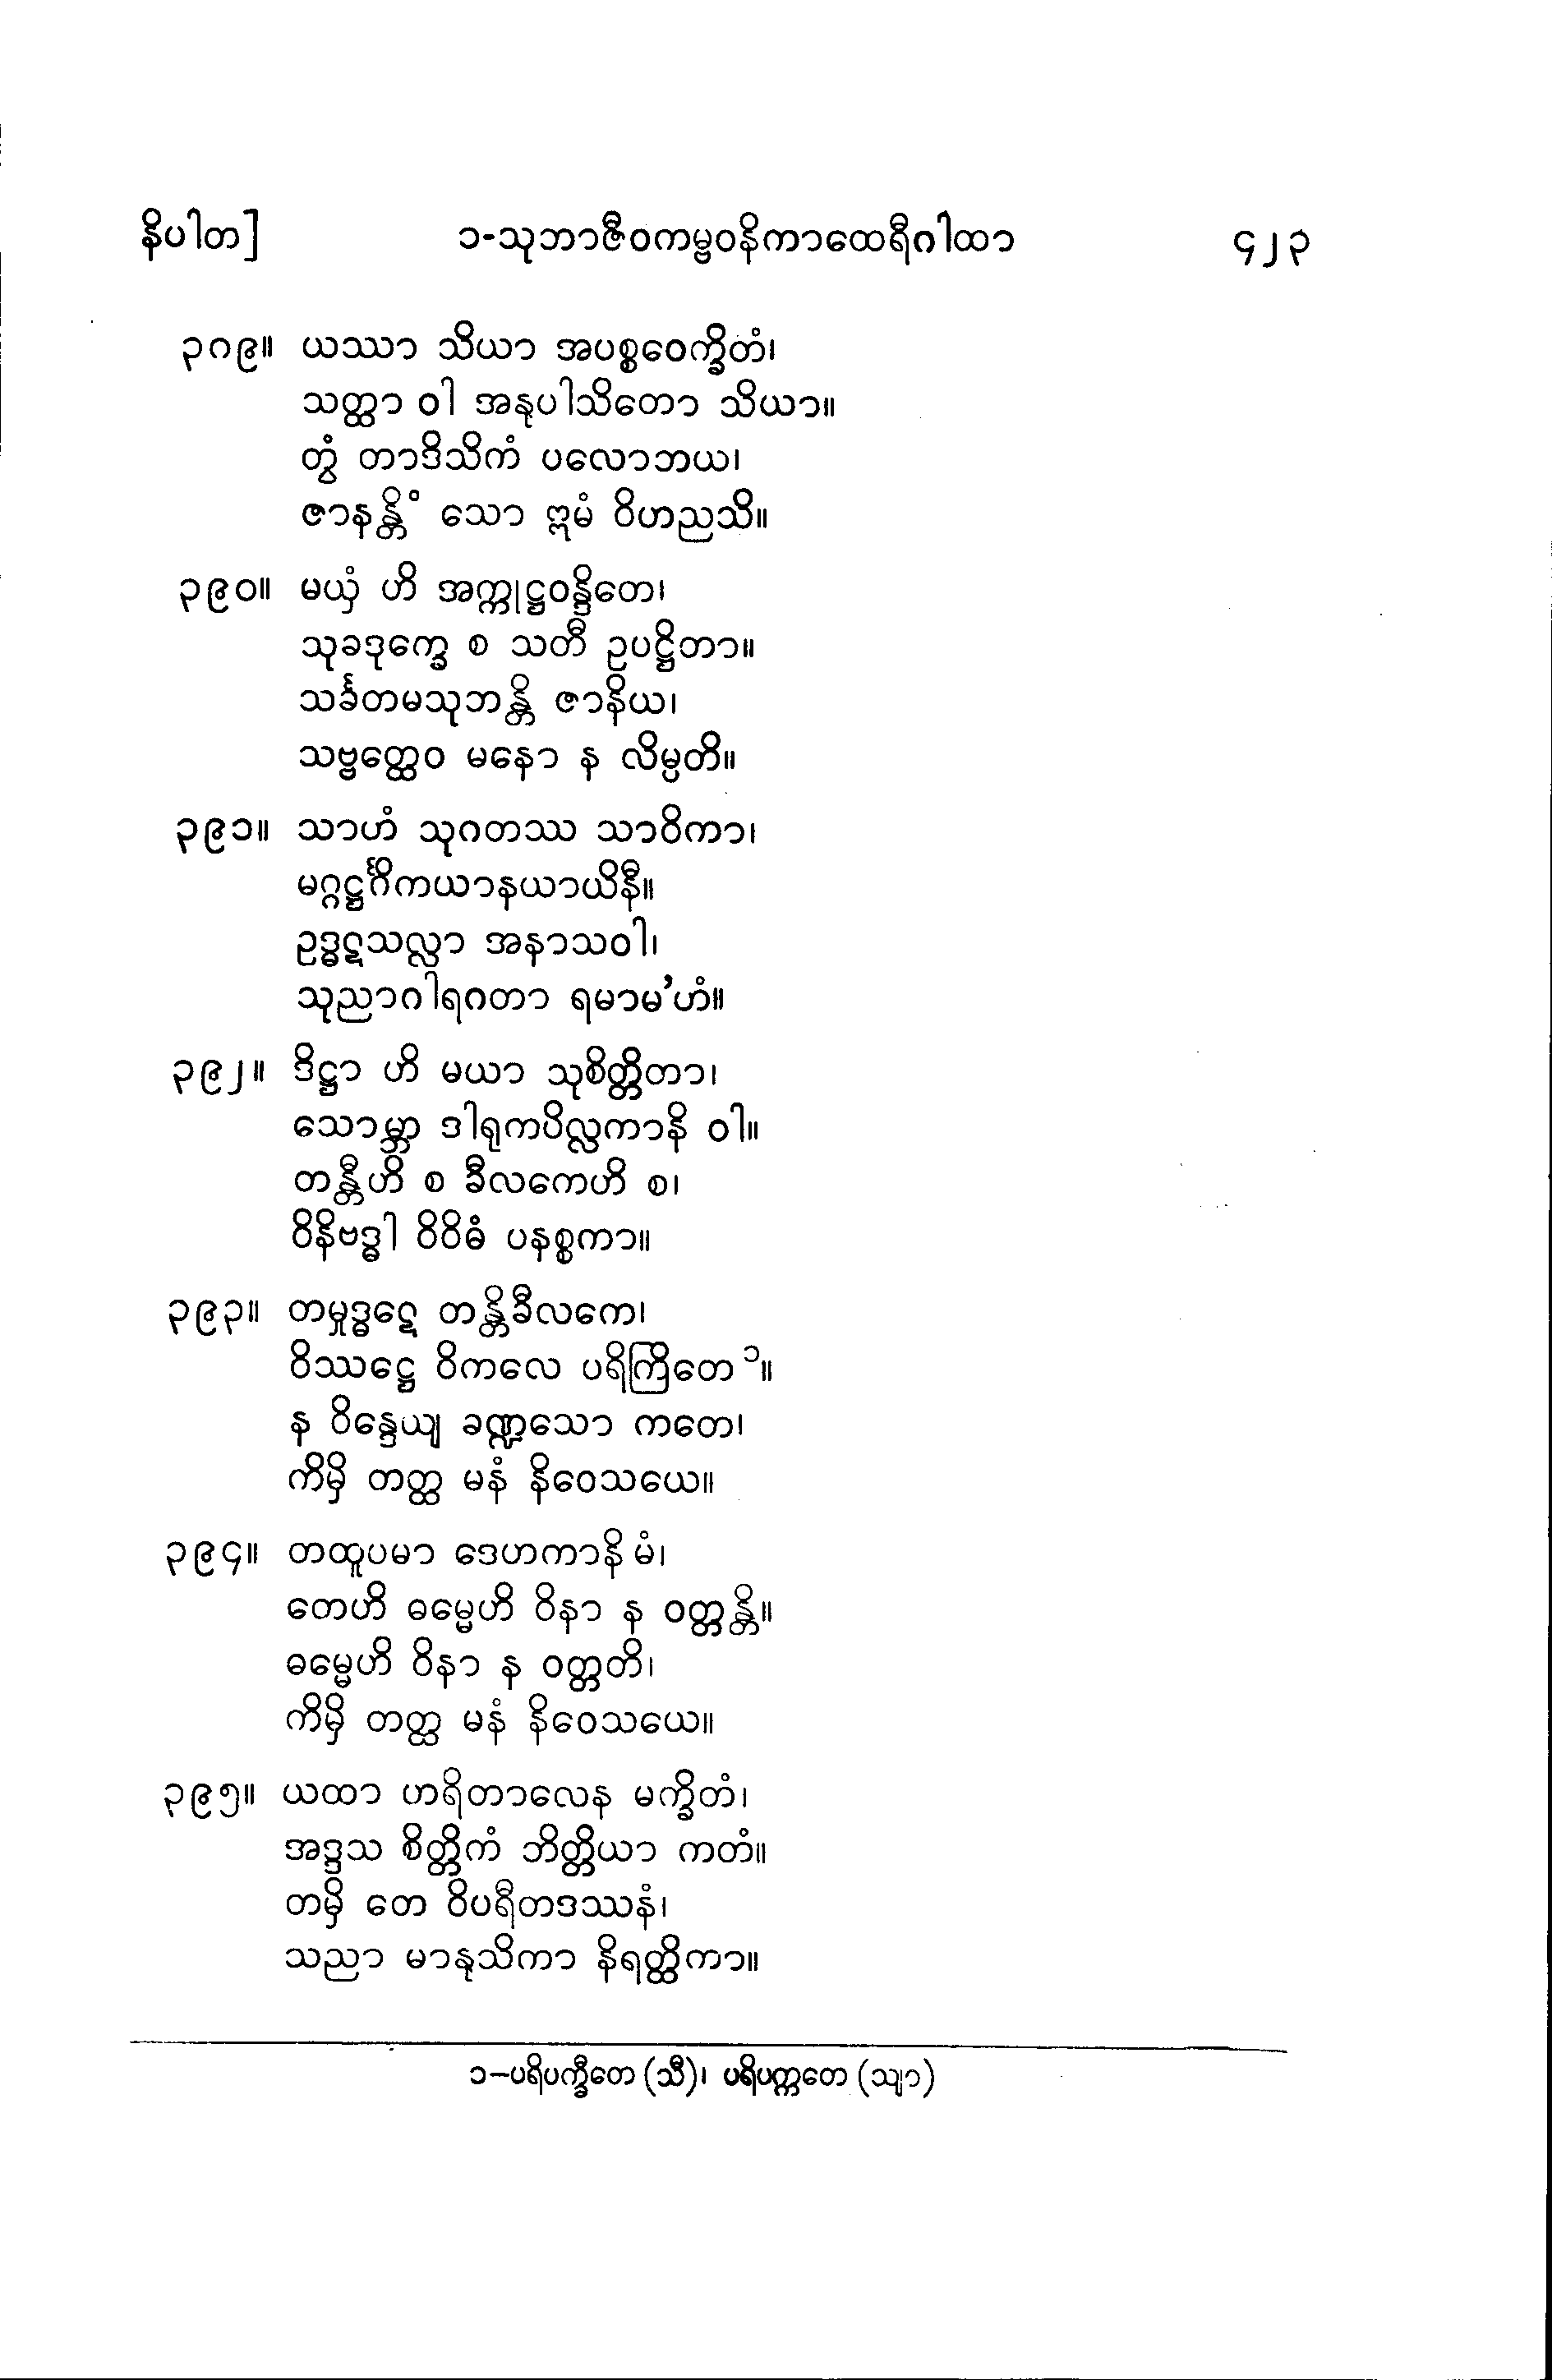 နိပါတ] ၁-သုဘာဇီဝကမ္ဗဝနိကာထေရီဂါထာ ၄၂၃
၃ဂ၉။ ယဿာ သိယာ အပစ္စဝေက္ခိတံ၊
သတ္ထာ ဝါ အနုပါသိတော သိယာ။
တွံ တာဒိသိကံ ပလောဘယ၊
ဇာနန္တိံ သော ဣမံ ဝိဟညသိ။
၃၉၀။ မယှံ ဟိ အက္ကုဋ္ဌဝန္ဒိတေ၊
သုခဒုက္ခေ စ သတီ ဥပဋ္ဌိတာ။
သင်္ခတမသုဘန္တိ ဇာနိယ၊
သဗ္ဗတ္ထေဝ မနော န လိမ္ပတိ။
၃၉၁။ သာဟံ သုဂတဿ သာဝိကာ၊
မဂ္ဂဋ္ဌင်္ဂိကယာနယာယိနီ။
ဥဒ္ဓဋသလ္လာ အနာသဝါ၊
သုညာဂါရဂတာ ရမာမ’ဟံ။
၃၉၂။ ဒိဋ္ဌာ ဟိ မယာ သုစိတ္တိတာ၊
သောမ္ဘာ ဒါရုကပိလ္လကာနိ ဝါ။
တန္တီဟိ စ ခီလကေဟိ စ၊
ဝိနိဗဒ္ဓါ ဝိဝိဓံ ပနစ္စကာ။
၃၉၃။ တမှုဒ္ဓဋေ တန္တိခီလကေ၊
ဝိဿဋ္ဌေ ဝိကလေ ပရိကြိတေ ၁။
န ဝိန္ဒေယျ ခဏ္ဍသော ကတေ၊
ကိမှိ တတ္ထ မနံ နိဝေသယေ။
၃၉၄။ တထူပမာ ဒေဟကာနိ မံ၊
တေဟိ ဓမ္မေဟိ ဝိနာ န ဝတ္တန္တိ။
ဓမ္မေဟိ ဝိနာ န ဝတ္တတိ၊
ကိမှိ တတ္ထ မနံ နိဝေသယေ။
၃၉၅။ ယထာ ဟရိတာလေန မက္ခိတံ၊
အဒ္ဒသ စိတ္တိကံ ဘိတ္တိယာ ကတံ။
တမှိ တေ ဝိပရီတဒဿနံ၊
သညာ မာနုသိကာ နိရတ္ထိကာ။
၁–ပရိပက္ခီတေ (သီ)၊ ပရိပက္ကတေ (သျာ)